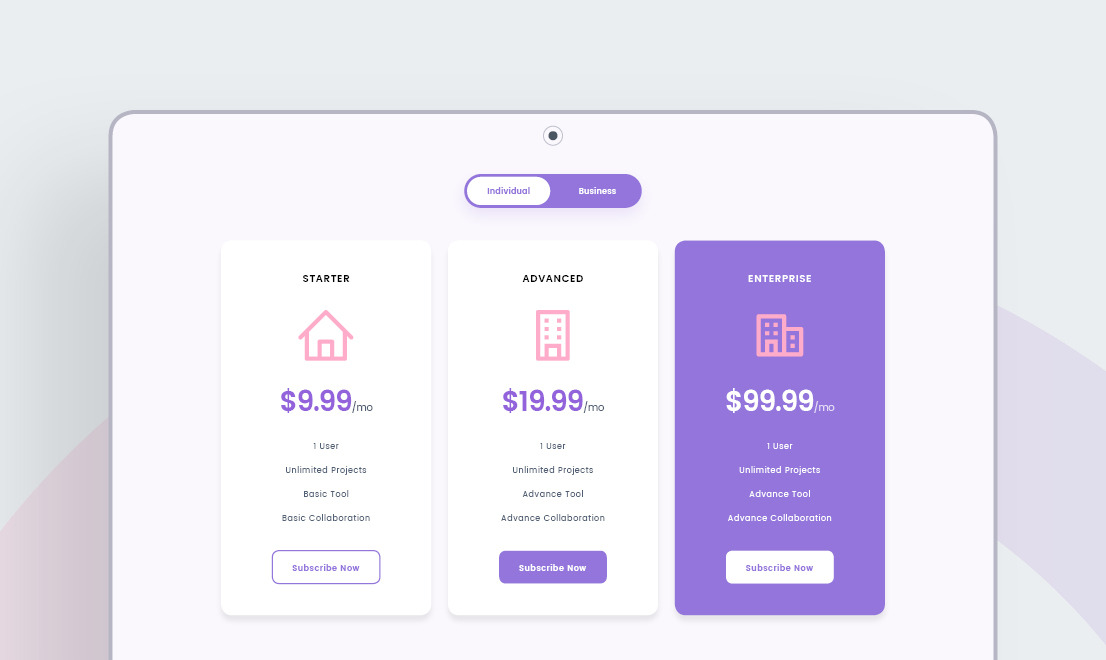 Individual
Business
STARTER
$9.99/mo
1 User
Unlimited Projects
Basic Tool
Basic Collaboration
Subscribe Now
ADVANCED
$19.99/mo
1 User
Unlimited Projects
Advance Tool
Advance Collaboration
Subscribe Now
ENTERPRISE
$99.99/mo
1 User
Unlimited Projects
Advance Tool
Advance Collaboration
Subscribe Now